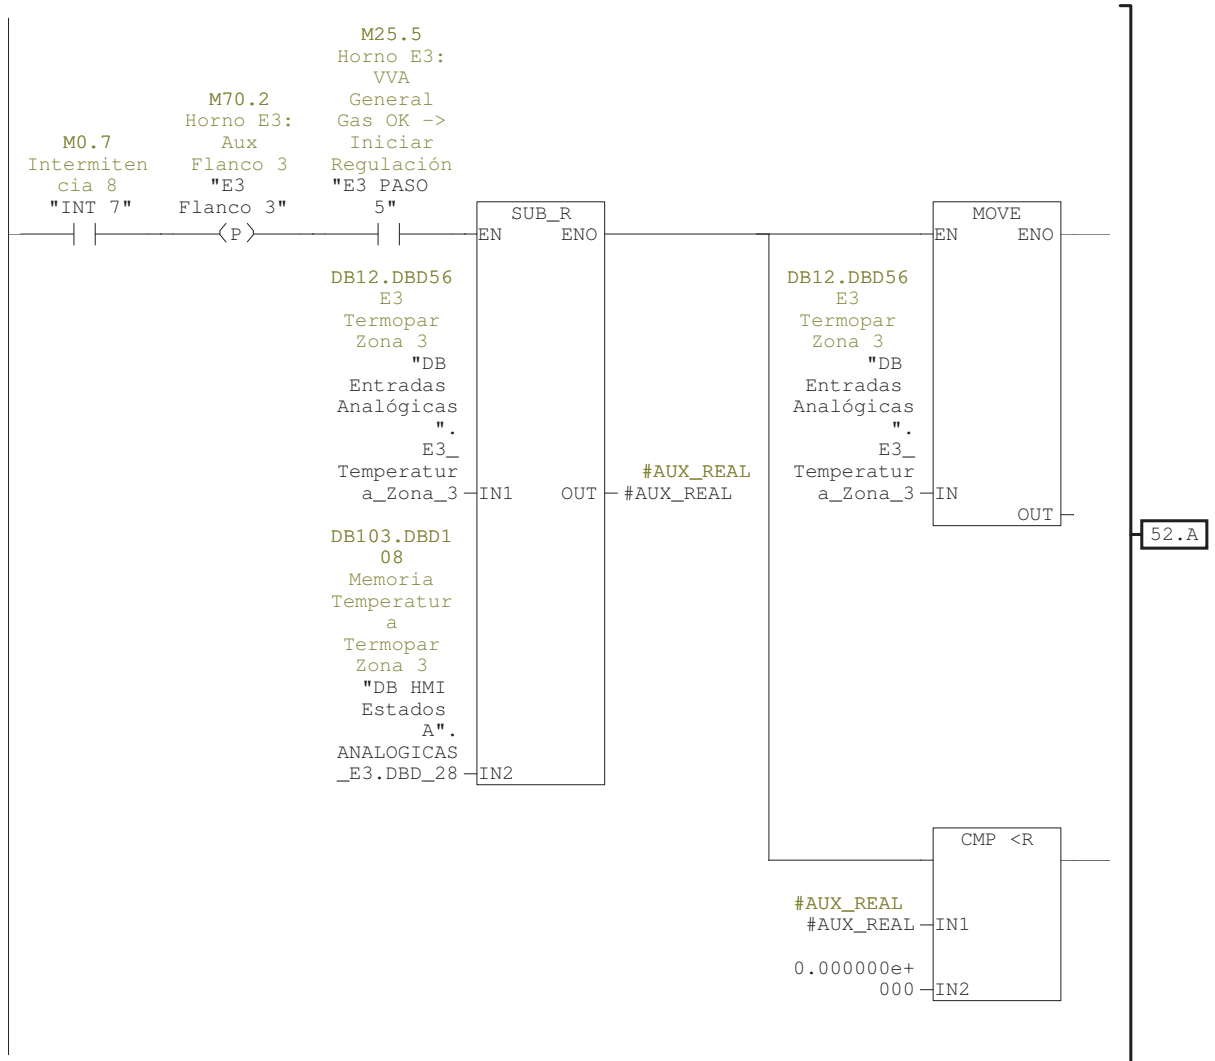 M25.5
Horno E3:
VVA
General
Gas OK ->
Iniciar
Regulación
"E3 PASO
5"
M70.2
Horno E3:
Aux
Flanco 3
"E3
Flanco 3"
M0.7
Intermiten
cia 8
"INT 7"
P
SUB_R
EN ENO
MOVE
EN ENO
DB12.DBD56
E3
Termopar
Zona 3
"DB
Entradas
Analógicas
".
E3_
Temperatur
a_Zona_3
IN1
OUT
#AUX_REAL
#AUX_REAL
DB12.DBD56
E3
Termopar
Zona 3
"DB
Entradas
Analógicas
".
E3_
Temperatur
a_Zona_3
IN
OUT
52.A
DB103.DBD1
08
Memoria
Temperatur
a
Termopar
Zona 3
"DB HMI
Estados
A".
ANALOGICAS
_E3.DBD_28
IN2
CMP <R
#AUX_REAL
#AUX_REAL
IN1
0.000000e+
000
IN2